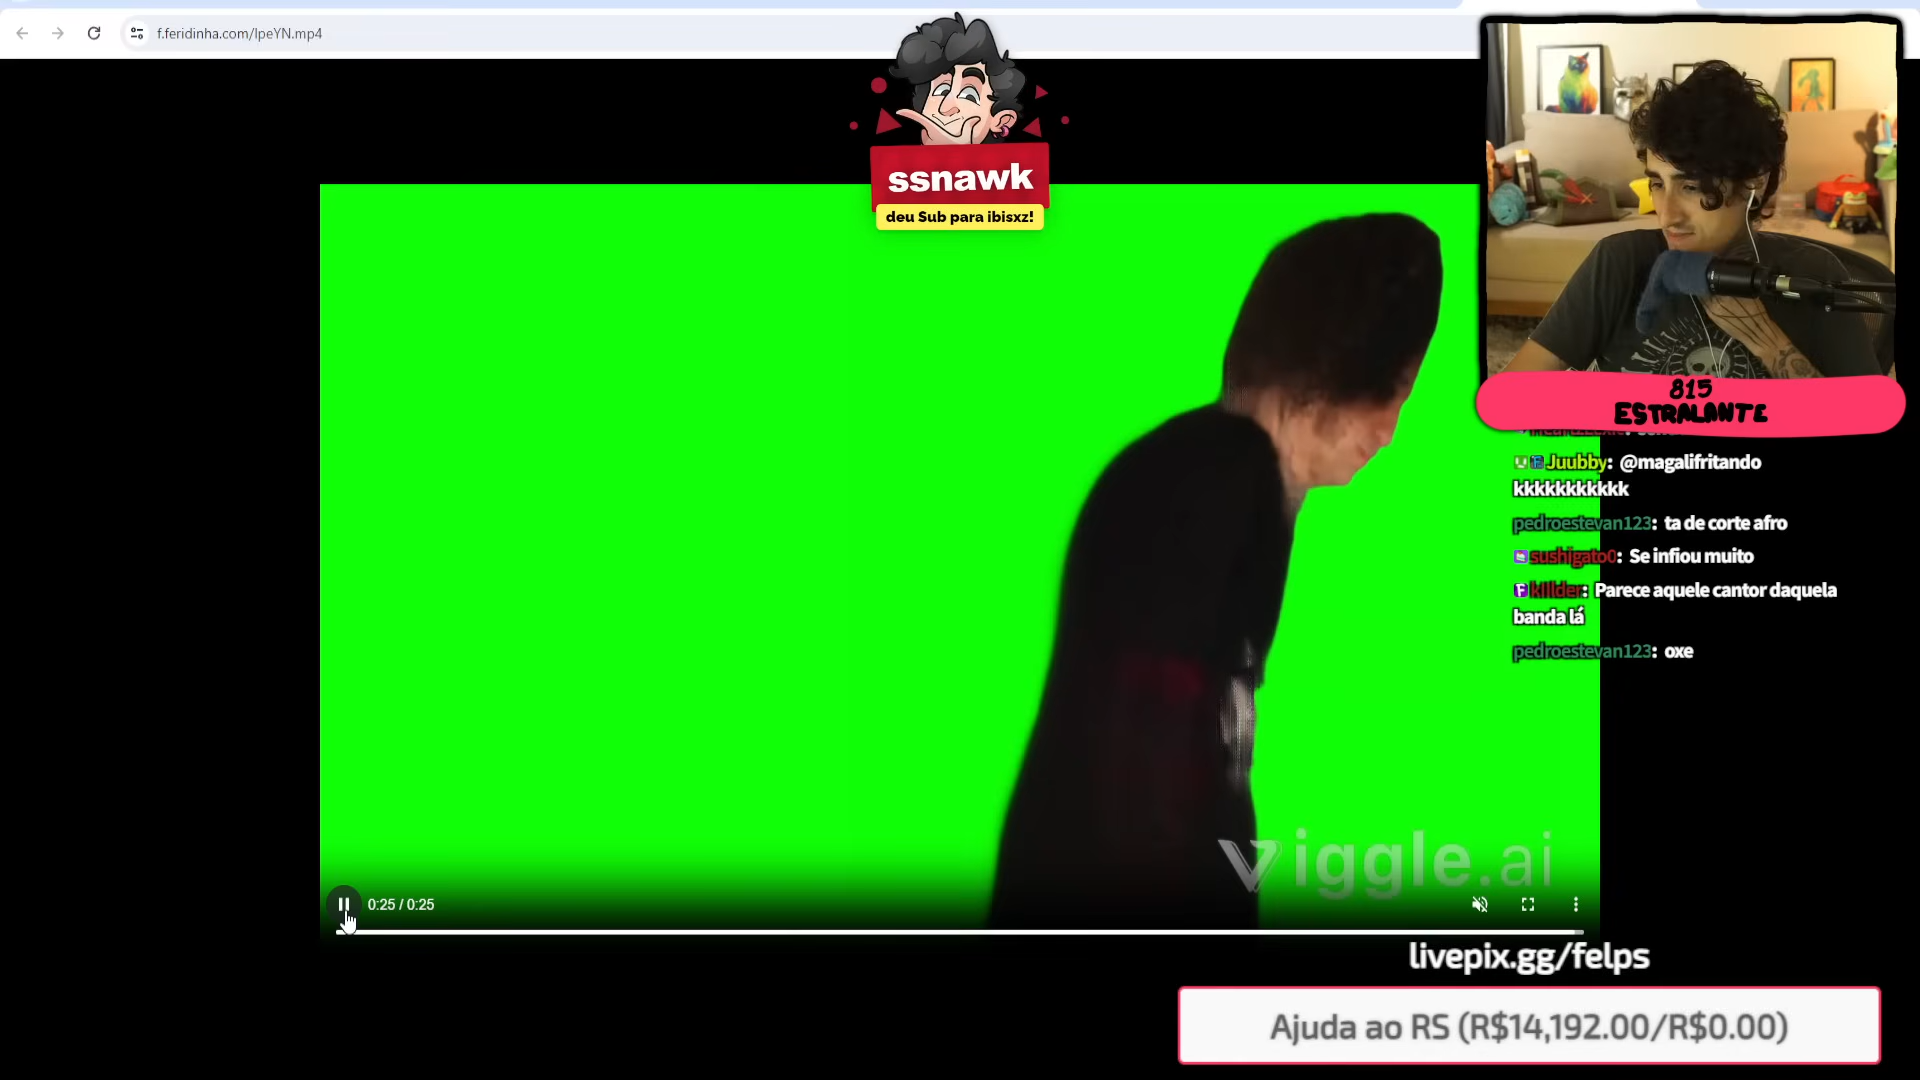 f.feridinha.com/IpeYN.mp4
ssnawk
deu Sub para ibisxz!
815
ESTRALANTE
Juubby: @magalifritando
kkkkkkkkkkk
pedroestevan123: ta de corte afro
sushigato0: Se infiou muito
killder: Parece aquele cantor daquela
banda lá
pedroestevan123: oxe
Viggle.ai
0:25 / 0:25
livepix.gg/felps
Ajuda ao RS (R$14,192.00/R$0.00)